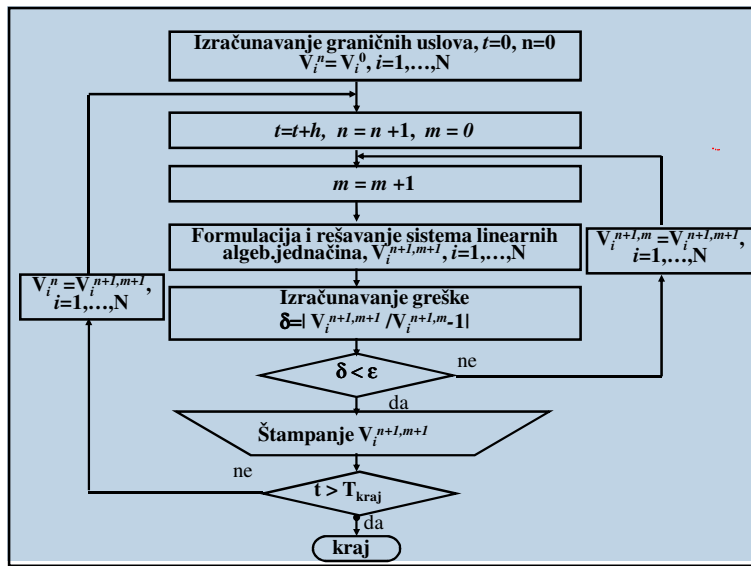 Izračunavanje graničnih uslova, t=0, n=0
Vᵢⁿ= Vᵢ⁰, i=1,…,N
t=t+h, n = n +1, m = 0
m = m +1
Formulacija i rešavanje sistema linearnih
algeb.jednačina, Vᵢⁿ⁺¹,ᵐ⁺¹, i=1,…,N
Vᵢⁿ⁺¹,ᵐ =Vᵢⁿ⁺¹,ᵐ⁺¹,
i=1,…,N
Vᵢⁿ =Vᵢⁿ⁺¹,ᵐ⁺¹,
i=1,…,N
Izračunavanje greške
δ=| Vᵢⁿ⁺¹,ᵐ⁺¹ /Vᵢⁿ⁺¹,ᵐ-1|
δ < ε
ne
da
Štampanje Vᵢⁿ⁺¹,ᵐ⁺¹
ne
t > Tkraj
da
kraj